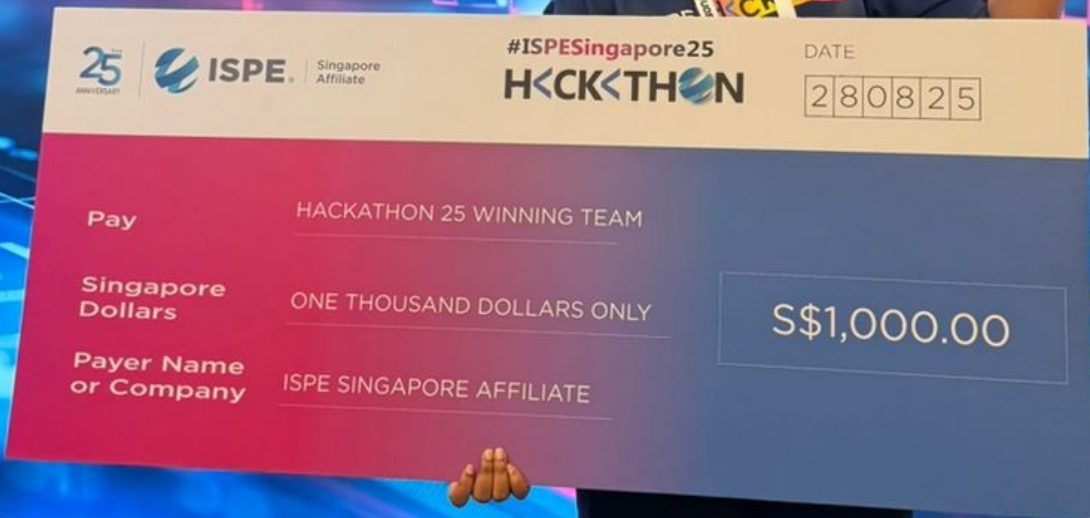 25TH
ANNIVERSARY
ISPE
Singapore
Affiliate
#ISPESingapore25
H<CK<THON
DATE
280825
Pay
HACKATHON 25 WINNING TEAM
Singapore
Dollars
ONE THOUSAND DOLLARS ONLY
S$1,000.00
Payer Name
or Company
ISPE SINGAPORE AFFILIATE